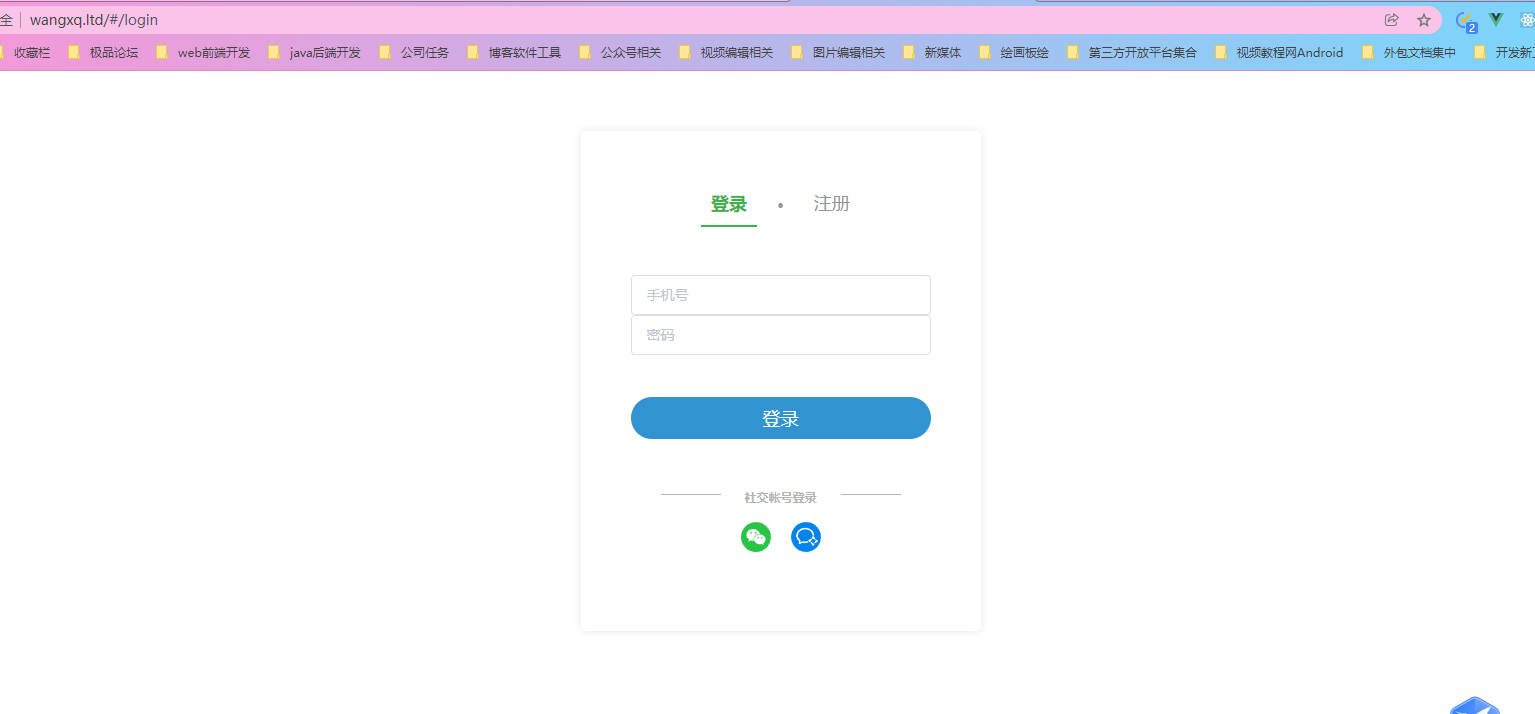 全 wangxq.ltd/#/login
2
收藏栏 极品论坛 web前端开发 java后端开发 公司任务 博客软件工具 公众号相关 视频编辑相关 图片编辑相关 新媒体 绘画板绘 第三方开放平台集合 视频教程网Android 外包文档集中 开发新
登录 • 注册
手机号
密码
登录
社交帐号登录